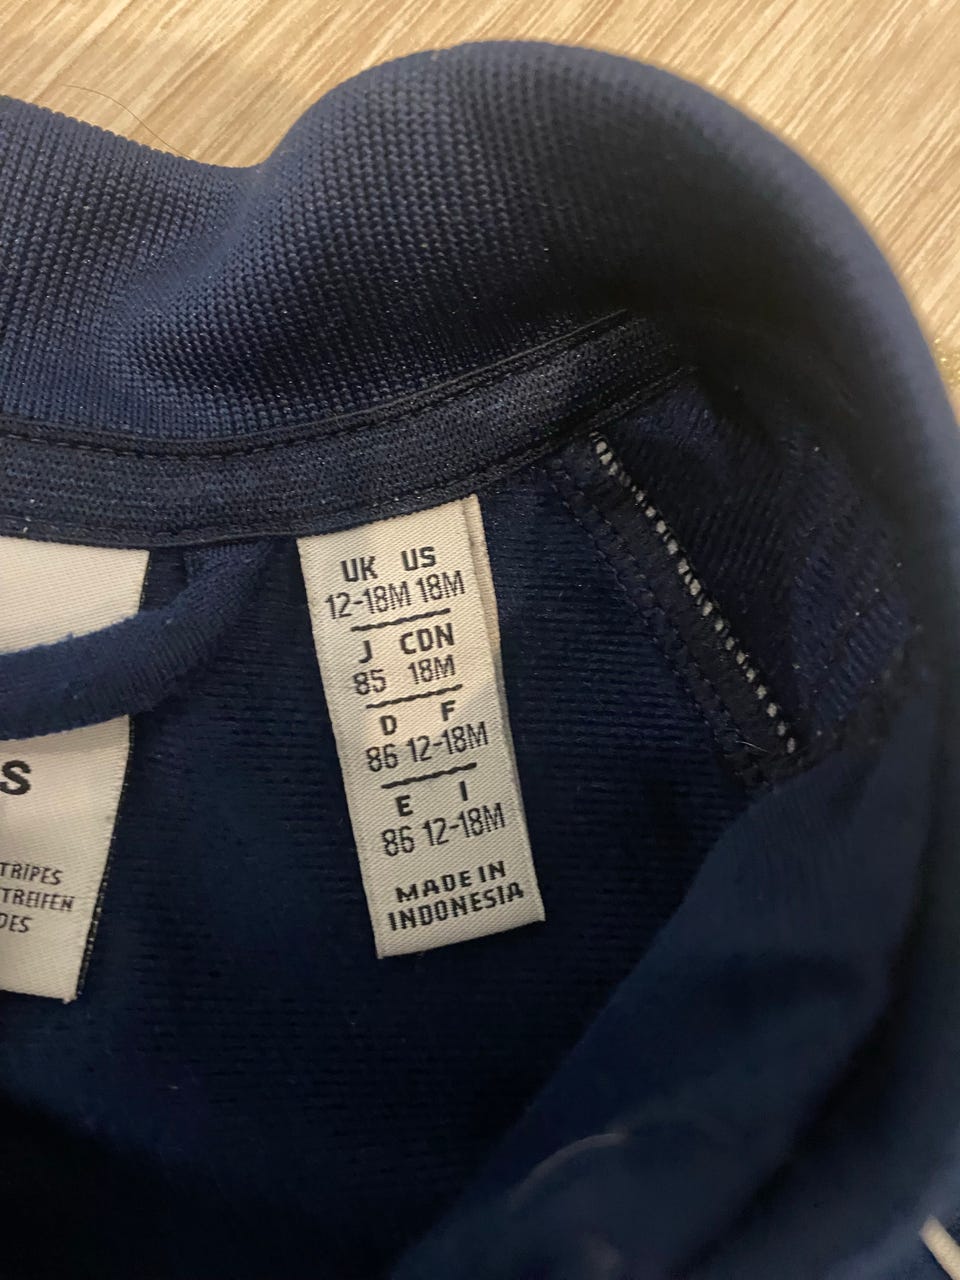 UK US
12-18M 18M
J CDN
85 18M
D F
86 12-18M
E I
86 12-18M
MADE IN
INDONESIA
S
TRIPES
TREIFEN
DES